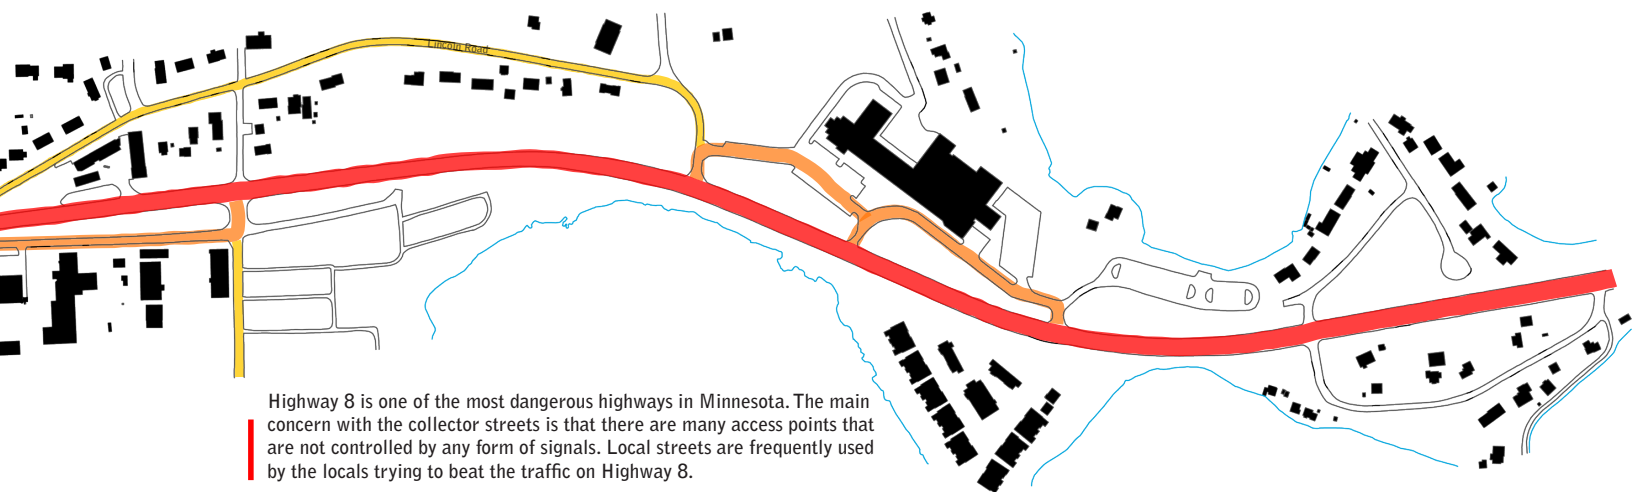 Lincoln Road
Highway 8 is one of the most dangerous highways in Minnesota. The main
concern with the collector streets is that there are many access points that
are not controlled by any form of signals. Local streets are frequently used
by the locals trying to beat the traffic on Highway 8.